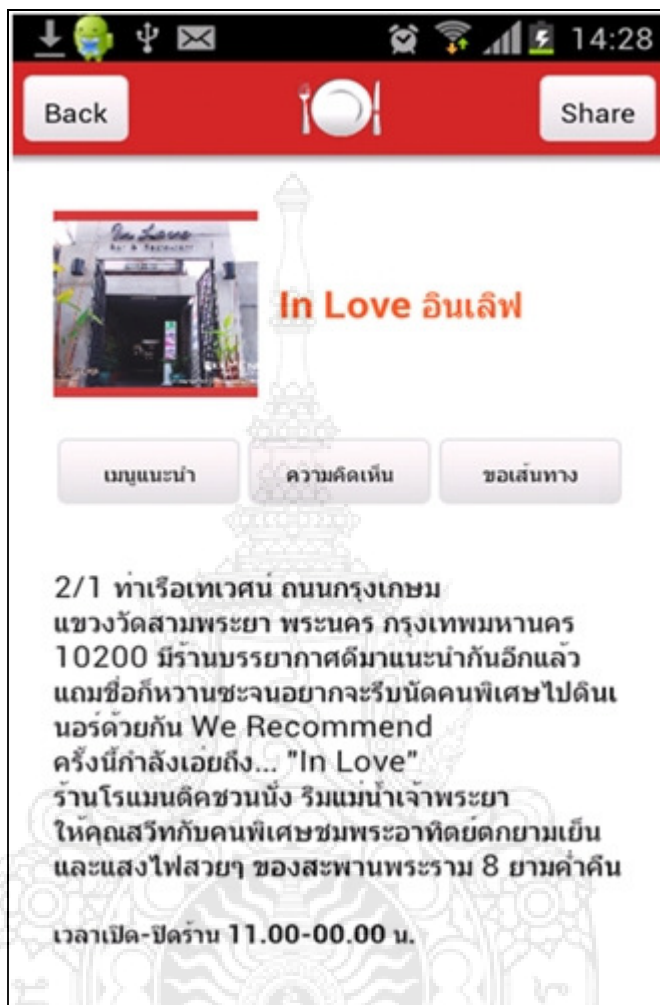 14:28
Back
Share
In Love
Bar & Restaurant
In Love อินเลิฟ
เมนูแนะนำ
ความคิดเห็น
ขอเส้นทาง
2/1 ท่าเรือเทเวศน์ ถนนกรุงเกษม
แขวงวัดสามพระยา พระนคร กรุงเทพมหานคร
10200 มีร้านบรรยากาศดีมาแนะนำกันอีกแล้ว
แถมชื่อก็หวานซะจนอยากจะรีบนัดคนพิเศษไปดินเ
นอร์ด้วยกัน We Recommend
ครั้งนี้กำลังเอ่ยถึง... "In Love"
ร้านโรแมนติคชวนนั่ง ริมแม่น้ำเจ้าพระยา
ให้คุณสวีทกับคนพิเศษชมพระอาทิตย์ตกยามเย็น
และแสงไฟสวยๆ ของสะพานพระราม 8 ยามค่ำคืน
เวลาเปิด-ปิดร้าน 11.00-00.00 น.